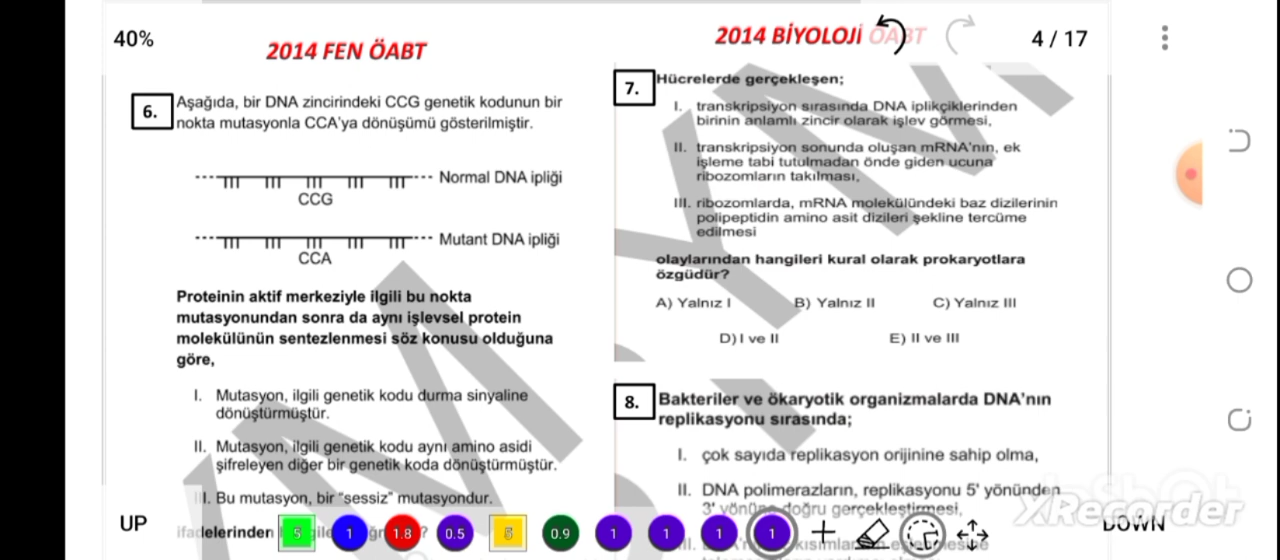 40%
2014 FEN ÖABT
6.
Aşağıda, bir DNA zincirindeki CCG genetik kodunun bir
nokta mutasyonla CCA'ya dönüşümü gösterilmiştir.
Normal DNA ipliği
CCG
Mutant DNA ipliği
CCA
Proteinin aktif merkeziyle ilgili bu nokta
mutasyonundan sonra da aynı işlevsel protein
molekülünün sentezlenmesi söz konusu olduğuna
göre,
I. Mutasyon, ilgili genetik kodu durma sinyaline
dönüştürmüştür.
II. Mutasyon, ilgili genetik kodu aynı amino asidi
şifreleyen diğer bir genetik koda dönüştürmüştür.
III. Bu mutasyon, bir "sessiz" mutasyondur.
ifadelerinden
2014 BİYOLOJİ ÖABT
4 / 17
7.
Hücrelerde gerçekleşen;
I. transkripsiyon sırasında DNA iplikçiklerinden
birinin anlamlı zincir olarak işlev görmesi,
II. transkripsiyon sonunda oluşan mRNA'nın, ek
işleme tabi tutulmadan önde giden ucuna
ribozomların takılması,
III. ribozomlarda, mRNA molekülündeki baz dizilerinin
polipeptidin amino asit dizileri şekline tercüme
edilmesi
olaylarından hangileri kural olarak prokaryotlara
özgüdür?
A) Yalnız I B) Yalnız II C) Yalnız III
D) I ve II E) II ve III
8.
Bakteriler ve ökaryotik organizmalarda DNA'nın
replikasyonu sırasında;
I. çok sayıda replikasyon orijinine sahip olma,
II. DNA polimerazların, replikasyonu 5' yönünden
3' yönüne doğru gerçekleştirmesi,
UP
5 1 1.8 0.5 5 0.9 1 1 1 1
XRecorder
DOWN